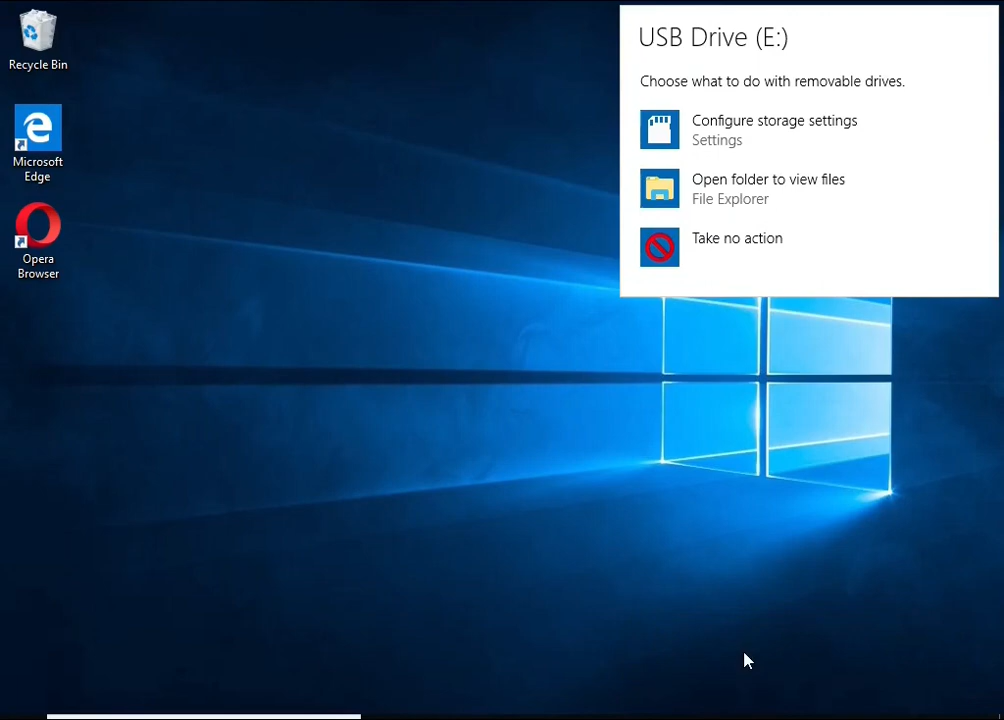 Recycle Bin
Microsoft
Edge
Opera
Browser
USB Drive (E:)
Choose what to do with removable drives.
Configure storage settings
Settings
Open folder to view files
File Explorer
Take no action